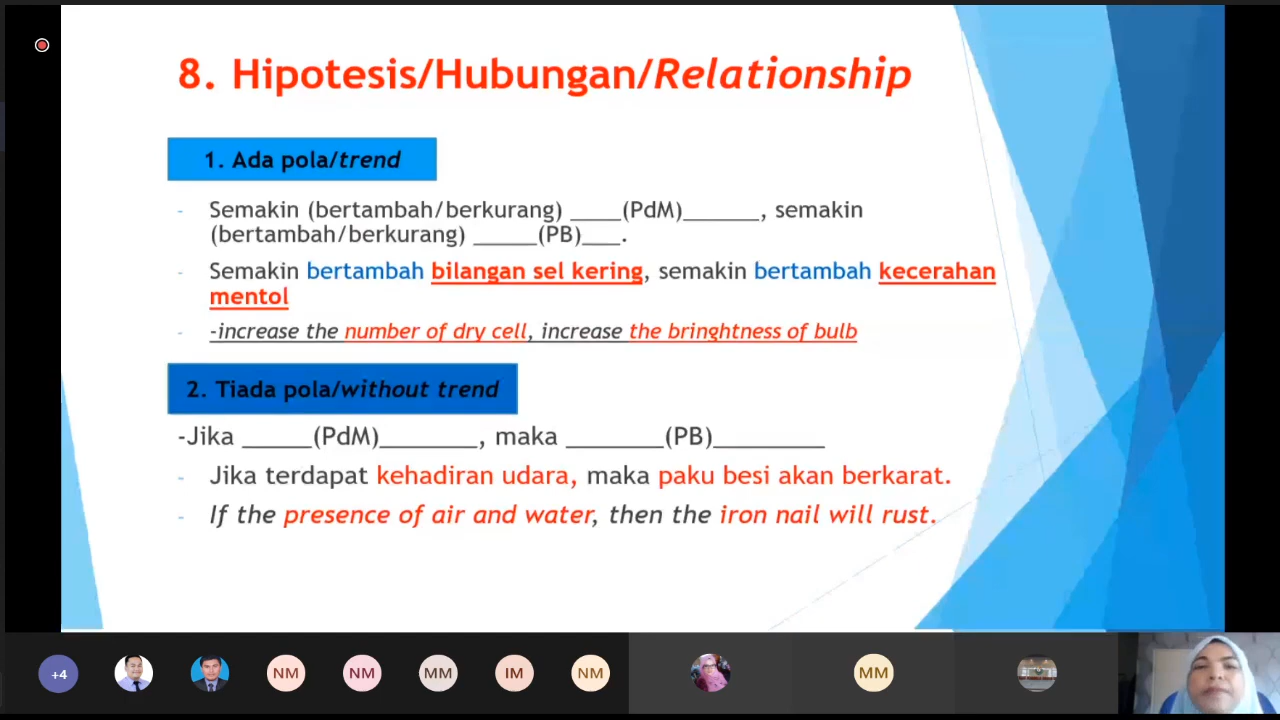 8. Hipotesis/Hubungan/Relationship
1. Ada pola/trend
- Semakin (bertambah/berkurang) ____(PdM)______, semakin
(bertambah/berkurang) _____(PB)___.
- Semakin bertambah bilangan sel kering, semakin bertambah kecerahan
mentol
- -increase the number of dry cell, increase the bringhtness of bulb
2. Tiada pola/without trend
-Jika _____(PdM)_______, maka _______(PB)________
- Jika terdapat kehadiran udara, maka paku besi akan berkarat.
- If the presence of air and water, then the iron nail will rust.
+4
NM
NM
MM
IM
NM
MM